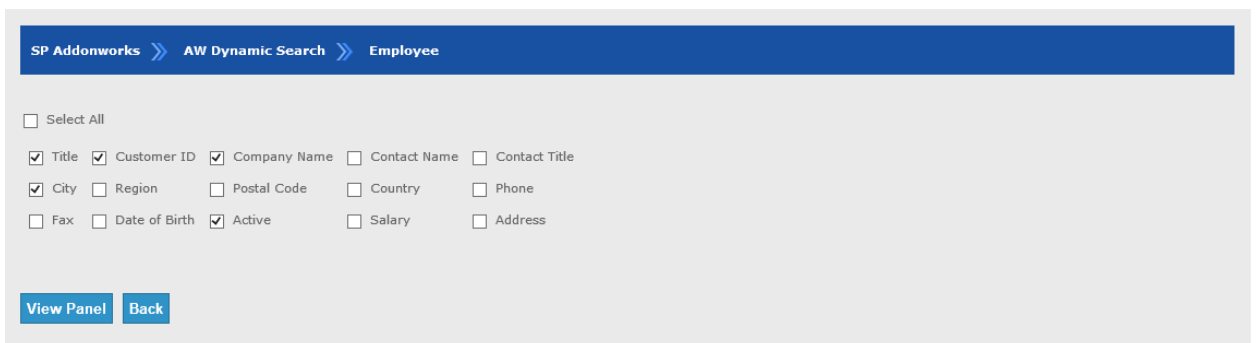 SP Addonworks AW Dynamic Search Employee
Select All
Title Customer ID Company Name Contact Name Contact Title
City Region Postal Code Country Phone
Fax Date of Birth Active Salary Address
View Panel Back